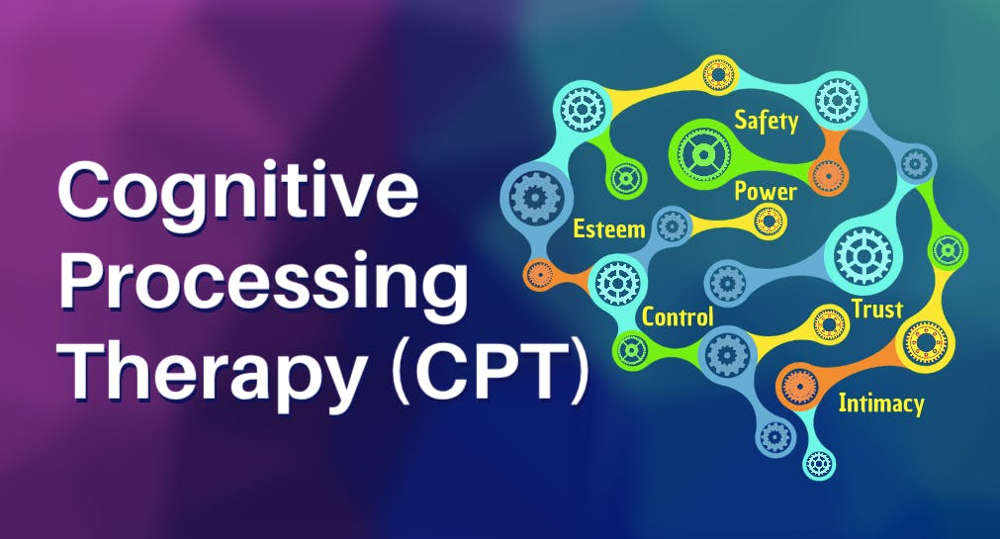 Cognitive
Processing
Therapy (CPT)
Safety
Power
Esteem
Control
Trust
Intimacy